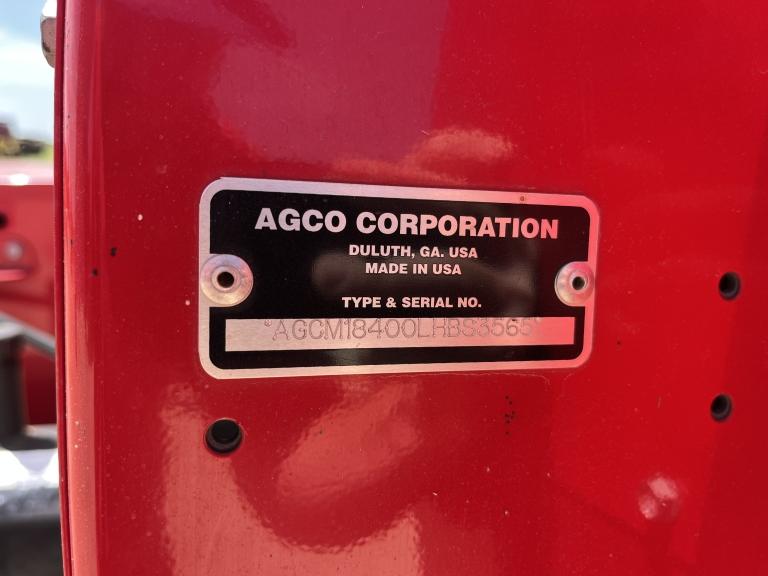 AGCO CORPORATION
DULUTH, GA. USA
MADE IN USA
TYPE & SERIAL NO.
*AGCM18400LHBS3565*